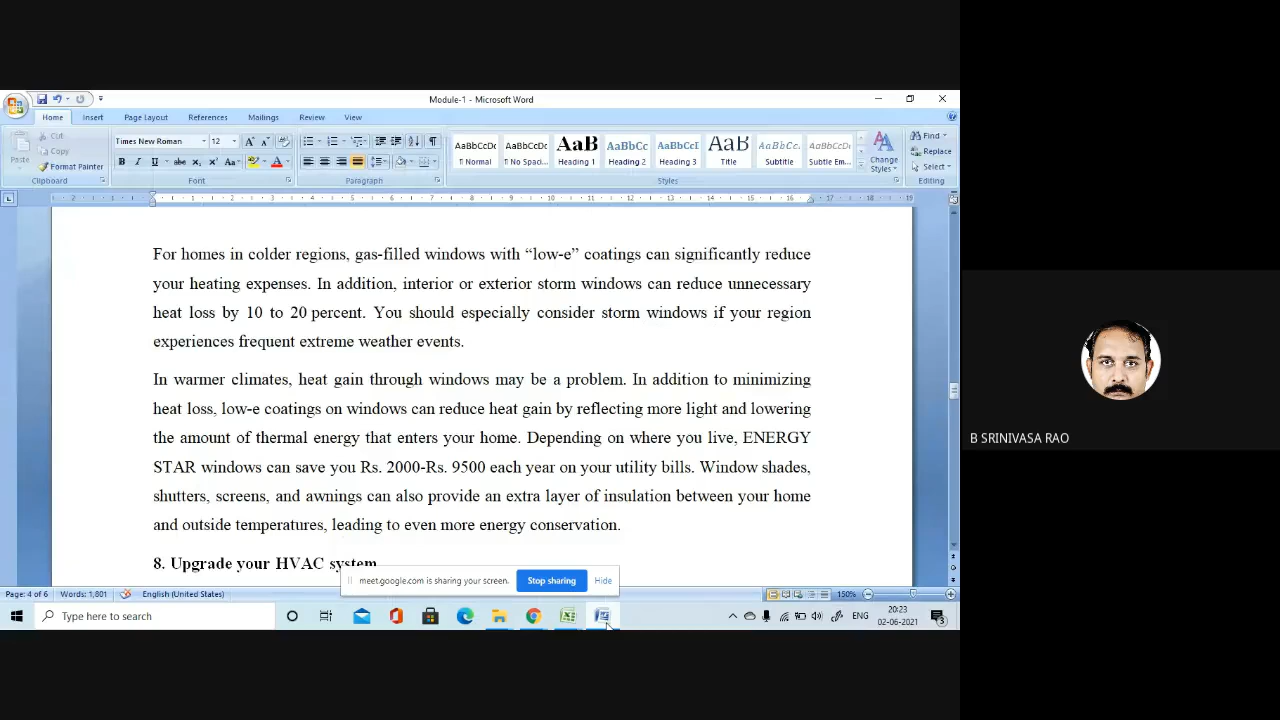 Module-1 - Microsoft Word
Home Insert Page Layout References Mailings Review View
Paste
Cut
Copy
Format Painter
Clipboard
Times New Roman 12
Font
Paragraph
AaBbCcDc AaBbCcDc AaB AaBbCc AaBbCcI AaB AaBbCc. AaBbCcDc
¶ Normal ¶ No Spaci... Heading 1 Heading 2 Heading 3 Title Subtitle Subtle Em...
Change Styles
Styles
Find
Replace
Select
Editing
For homes in colder regions, gas-filled windows with “low-e” coatings can significantly reduce
your heating expenses. In addition, interior or exterior storm windows can reduce unnecessary
heat loss by 10 to 20 percent. You should especially consider storm windows if your region
experiences frequent extreme weather events.
In warmer climates, heat gain through windows may be a problem. In addition to minimizing
heat loss, low-e coatings on windows can reduce heat gain by reflecting more light and lowering
the amount of thermal energy that enters your home. Depending on where you live, ENERGY
STAR windows can save you Rs. 2000-Rs. 9500 each year on your utility bills. Window shades,
shutters, screens, and awnings can also provide an extra layer of insulation between your home
and outside temperatures, leading to even more energy conservation.
8. Upgrade your HVAC system
meet.google.com is sharing your screen. Stop sharing Hide
Page: 4 of 6 Words: 1,801 English (United States) 150%
Type here to search
ENG
20:23
02-06-2021
3
B SRINIVASA RAO